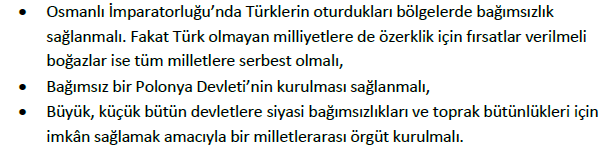 • Osmanlı İmparatorluğu’nda Türklerin oturdukları bölgelerde bağımsızlık
sağlanmalı. Fakat Türk olmayan milliyetlere de özerklik için fırsatlar verilmeli
boğazlar ise tüm milletlere serbest olmalı,
• Bağımsız bir Polonya Devleti’nin kurulması sağlanmalı,
• Büyük, küçük bütün devletlere siyasi bağımsızlıkları ve toprak bütünlükleri için
imkân sağlamak amacıyla bir milletlerarası örgüt kurulmalı.